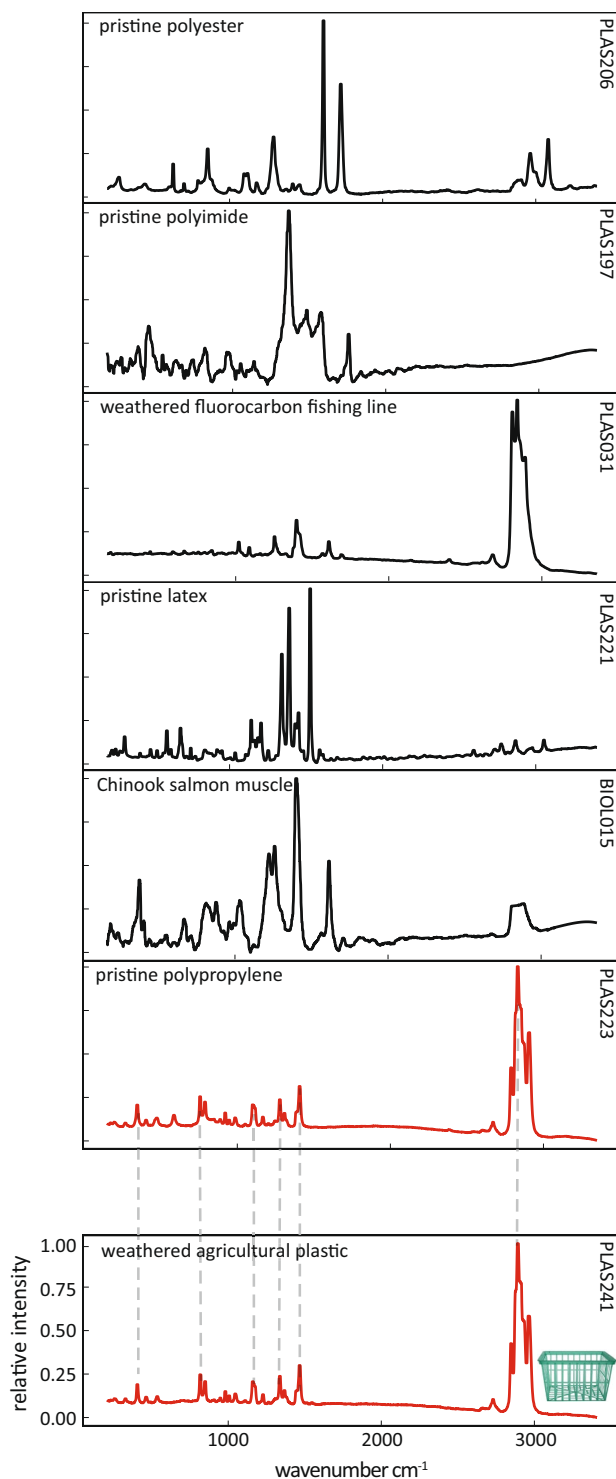 pristine polyester
PLAS206
pristine polyimide
PLAS197
weathered fluorocarbon fishing line
PLAS031
pristine latex
PLAS221
Chinook salmon muscle
BIOL015
pristine polypropylene
PLAS223
weathered agricultural plastic
PLAS241
1.00
0.75
0.50
0.25
0.00
relative intensity
1000 2000 3000
wavenumber cm-1